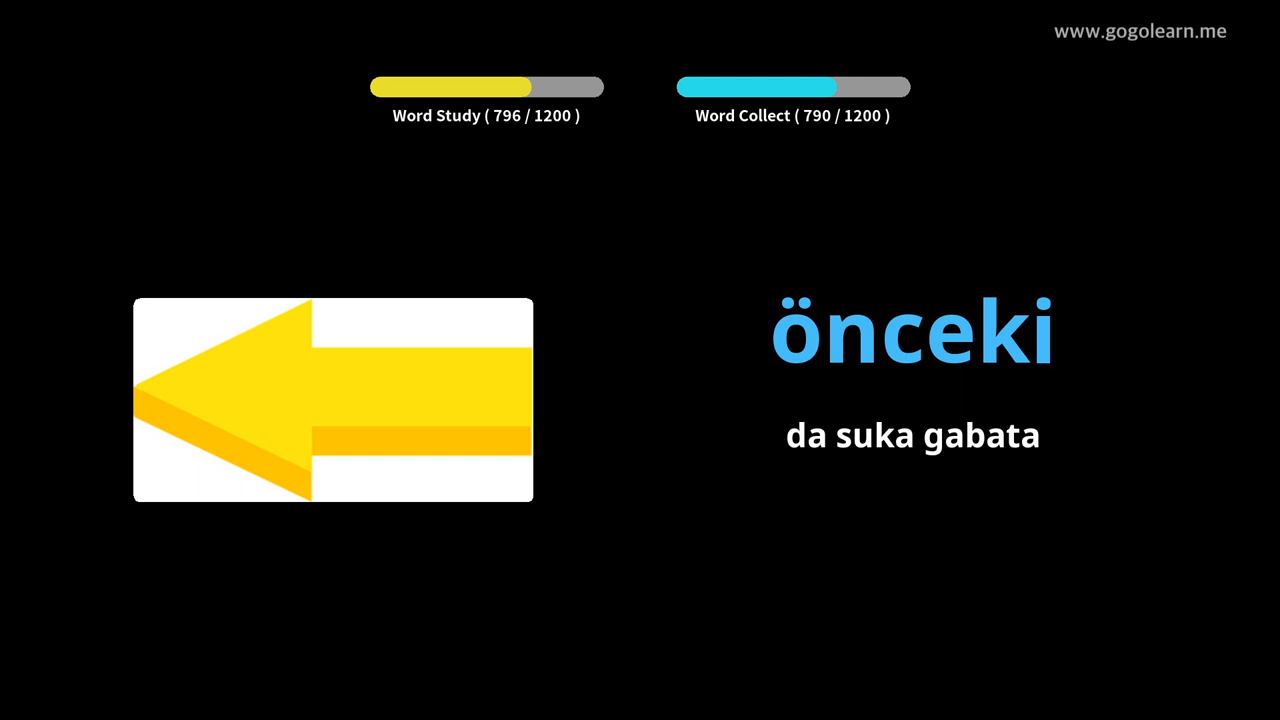 www.gogolearn.me
Word Study ( 796 / 1200 )
Word Collect ( 790 / 1200 )
önceki
da suka gabata